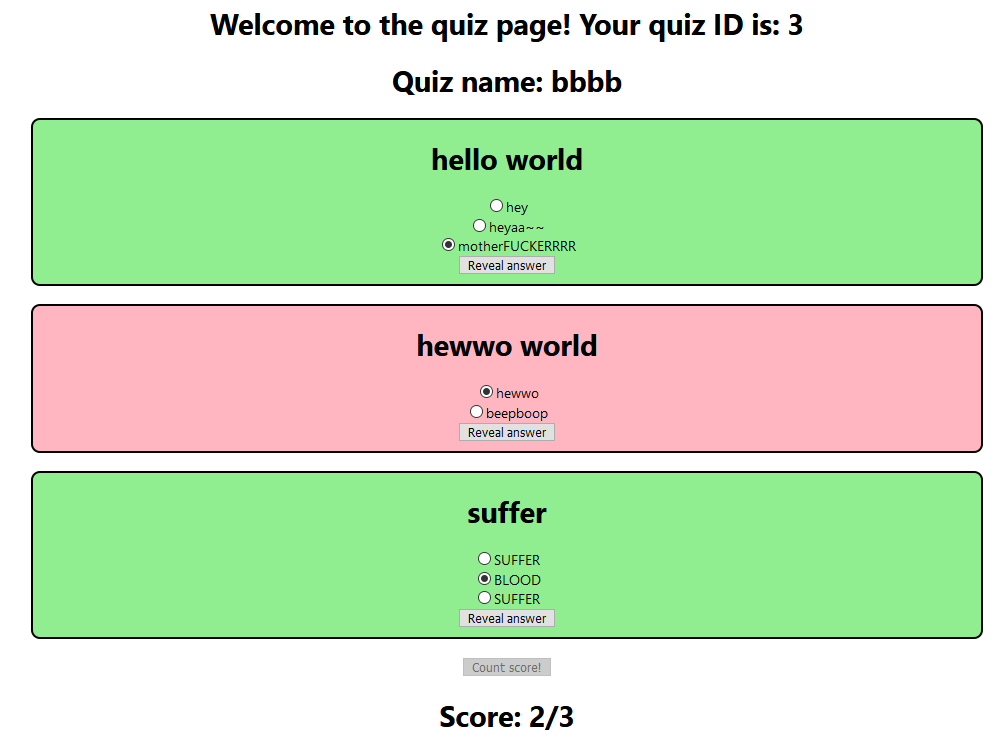 Welcome to the quiz page! Your quiz ID is: 3
Quiz name: bbbb
hello world
hey
heyaa~~
motherFUCKERRRR
Reveal answer
hewwo world
hewwo
beepboop
Reveal answer
suffer
SUFFER
BLOOD
SUFFER
Reveal answer
Count score!
Score: 2/3